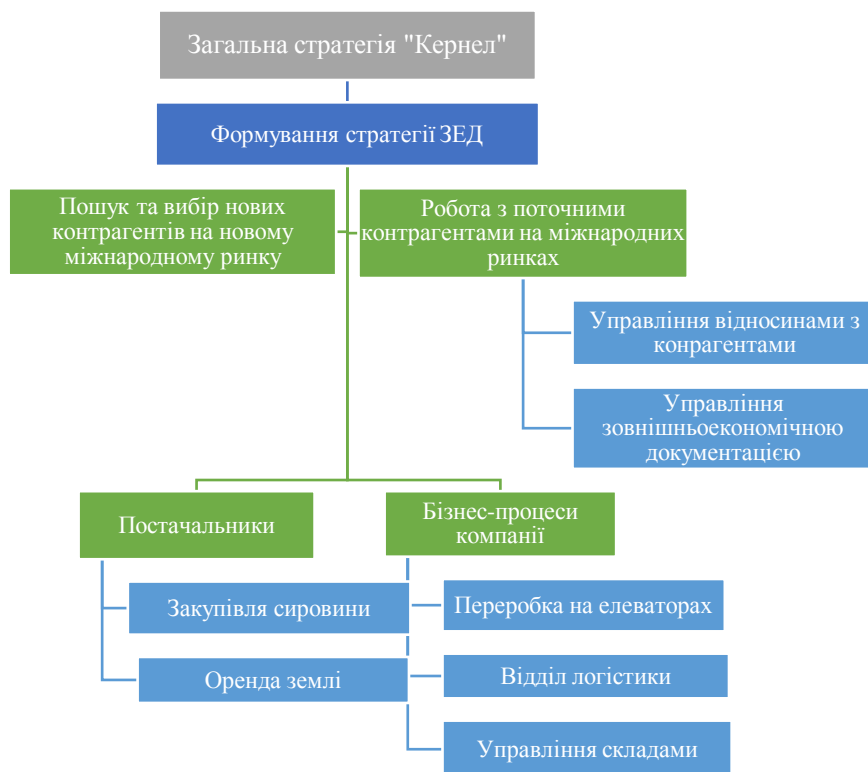 Загальна стратегія "Кернел"
Формування стратегії ЗЕД
Пошук та вибір нових
контрагентів на новому
міжнародному ринку
Робота з поточними
контрагентами на міжнародних
ринках
Управління відносинами з
конрагентами
Управління
зовнішньоекономічною
документацією
Постачальники
Бізнес-процеси
компанії
Закупівля сировини
Переробка на елеваторах
Оренда землі
Відділ логістики
Управління складами